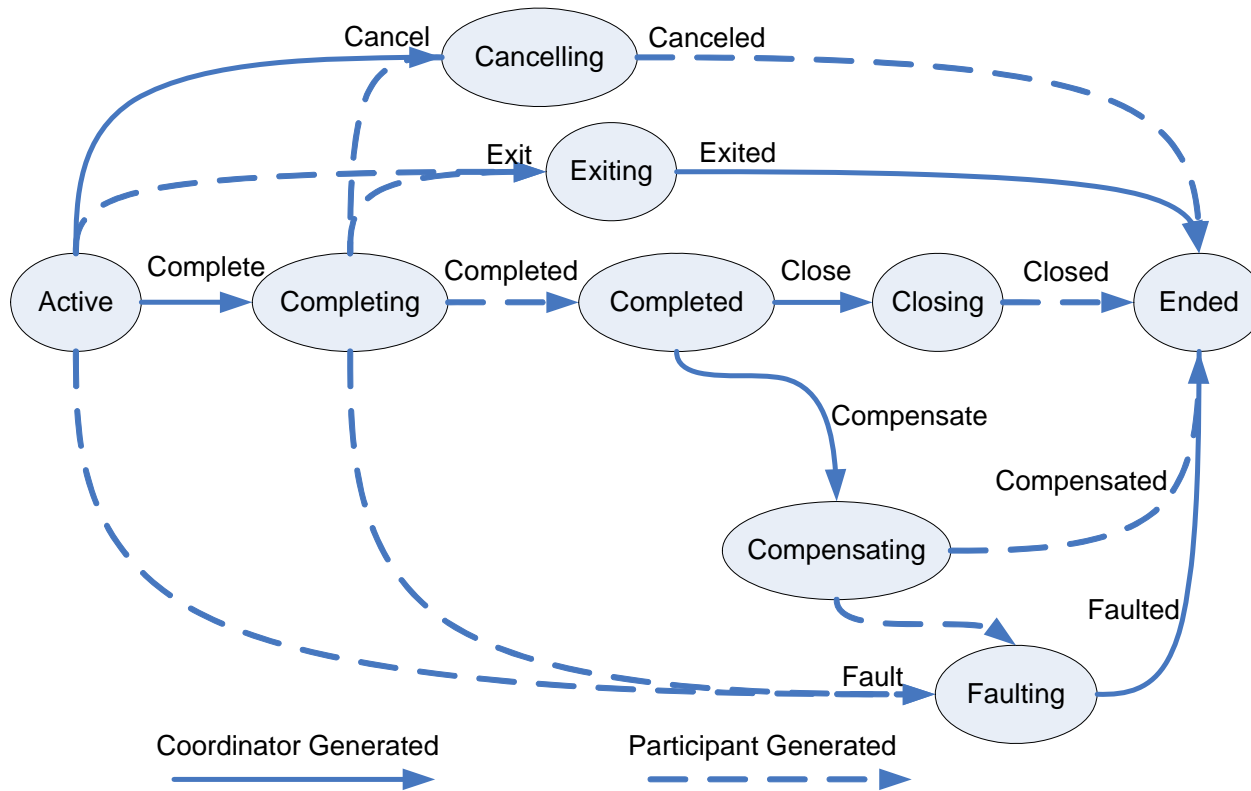 Cancel
Cancelling
Canceled
Exit
Exiting
Exited
Active
Complete
Completing
Completed
Completed
Close
Closing
Closed
Ended
Compensate
Compensated
Compensating
Faulted
Fault
Faulting
Coordinator Generated
Participant Generated